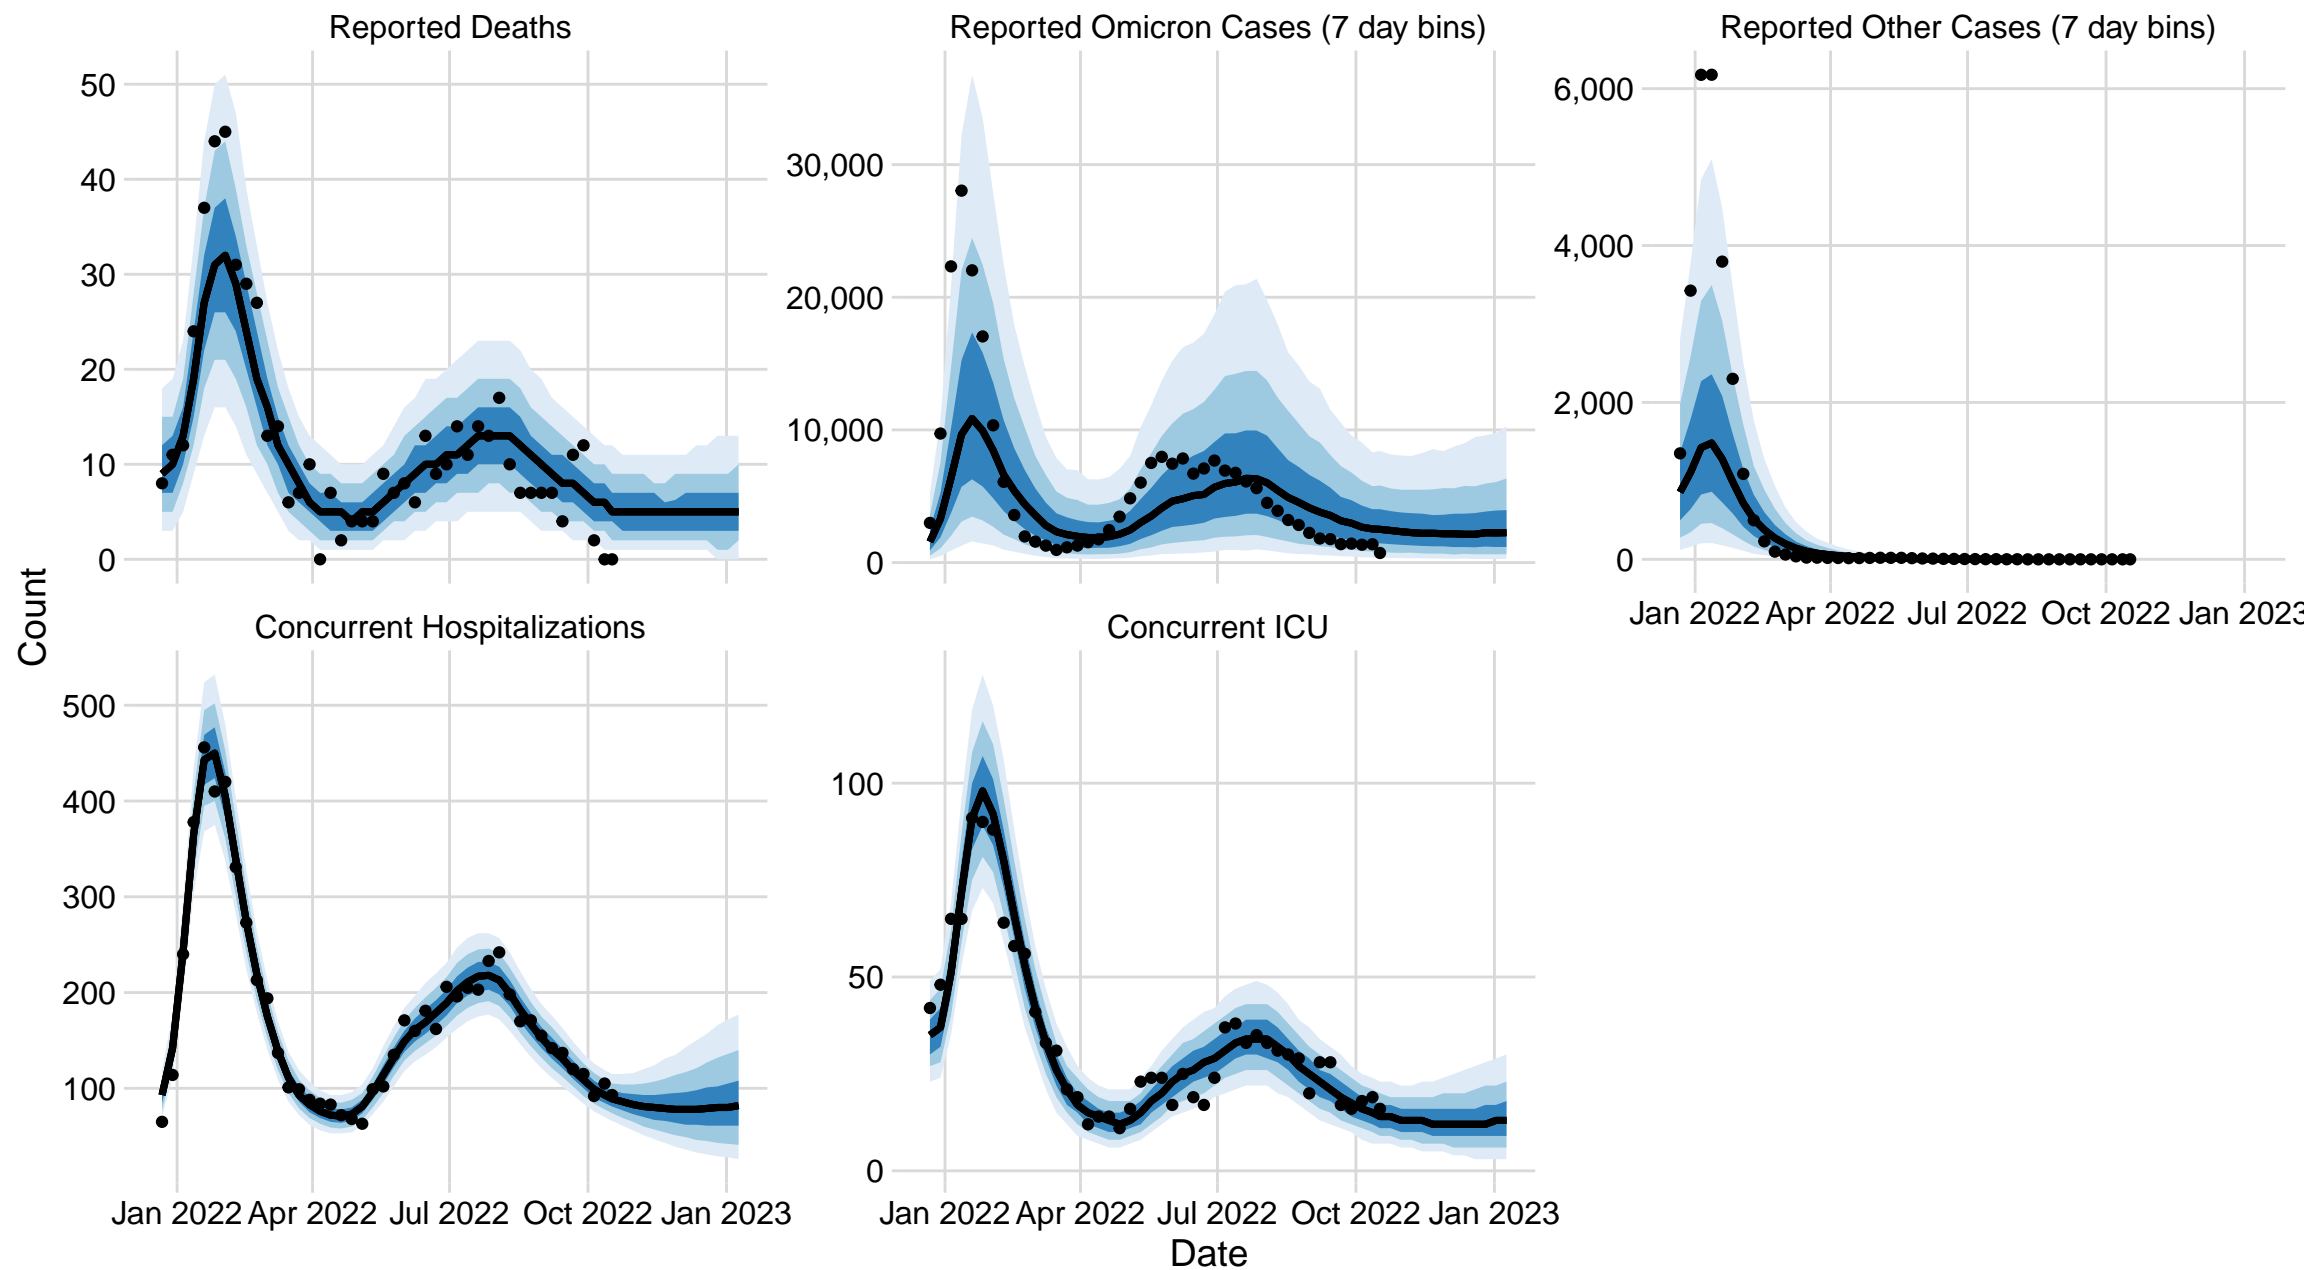 Reported Deaths
Reported Omicron Cases (7 day bins)
Reported Other Cases (7 day bins)
50
40
30
20
10
0
30,000
20,000
10,000
0
6,000
4,000
2,000
0
Jan 2022 Apr 2022 Jul 2022 Oct 2022 Jan 2023
Count
Concurrent Hospitalizations
Concurrent ICU
500
400
300
200
100
100
50
0
Jan 2022 Apr 2022 Jul 2022 Oct 2022 Jan 2023
Jan 2022 Apr 2022 Jul 2022 Oct 2022 Jan 2023
Date